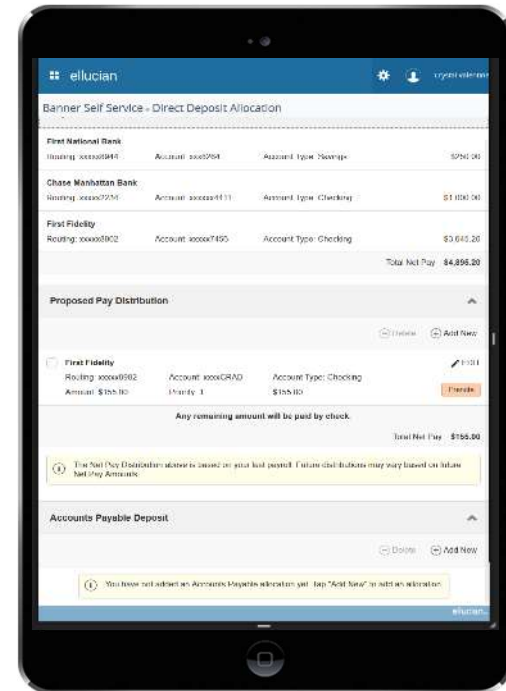 ellucian
Banner Self Service - Direct Deposit Allocation
First National Bank
Account Type: Savings $250.00
Chase Manhattan Bank
Account Type: Checking $1,000.00
First Fidelity
Account Type: Checking
Total Net Pay $4,895.20
Proposed Pay Distribution
Delete Add New
First Fidelity EDIT
Account Type: Checking
Amount: $155.00 Priority: 1 $155.00
Any remaining amount will be paid by check
Total Net Pay $155.00
The Net Pay Distribution above is based on your last payroll. Future distributions may vary based on future
Net Pay Amounts.
Accounts Payable Deposit
Delete Add New
You have not added an Accounts Payable allocation yet. Tap "Add New" to add an allocation.
ellucian